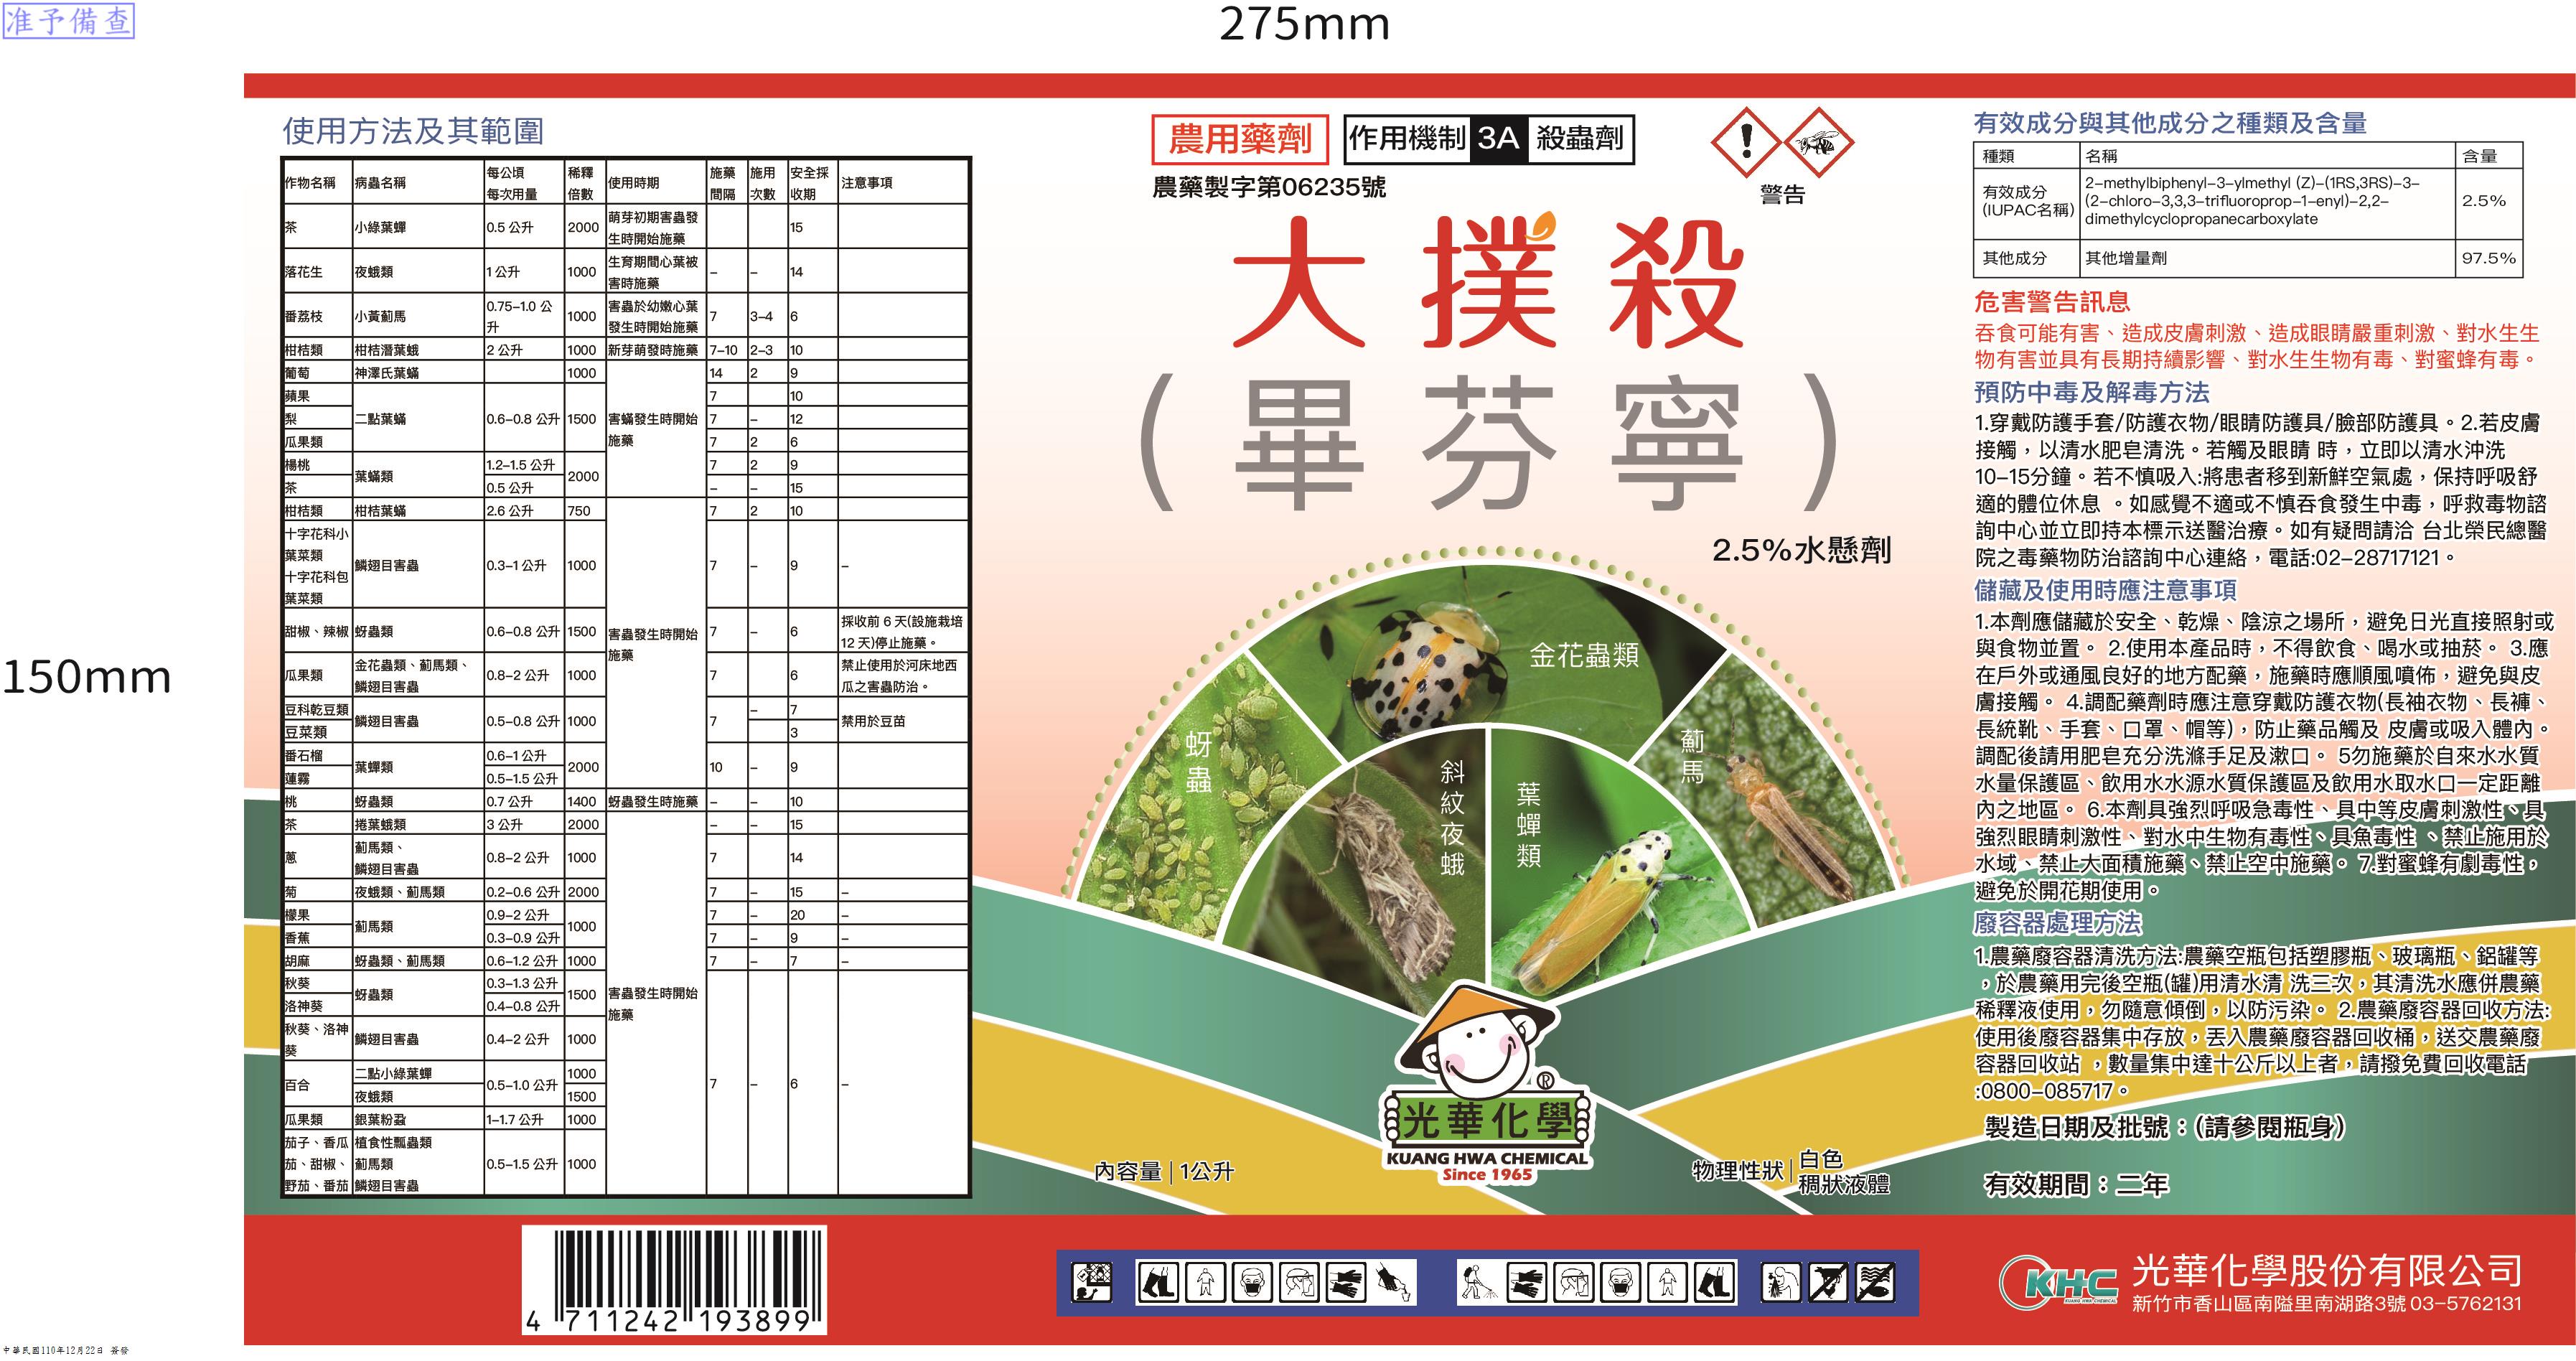 准予備查
275mm
150mm
使用方法及其範圍
作物名稱 病蟲名稱 每公頃每次用量 稀釋倍數 使用時期 施藥間隔 施用次數 安全採收期 注意事項
茶 小綠葉蟬 0.5 公升 2000 萌芽初期害蟲發生時開始施藥 15
落花生 夜蛾類 1 公升 1000 生育期間心葉被害時施藥 – – 14
番荔枝 小黃薊馬 0.75–1.0 公升 1000 害蟲於幼嫩心葉發生時開始施藥 7 3–4 6
柑桔類 柑桔潛葉蛾 2 公升 1000 新芽萌發時施藥 7–10 2–3 10
葡萄 神澤氏葉蟎 1000 害蟎發生時開始施藥 14 2 9
蘋果 二點葉蟎 0.6–0.8 公升 1500 7 10
梨 7 – 12
瓜果類 7 2 6
楊桃 葉蟎類 1.2–1.5 公升 2000 7 2 9
茶 0.5 公升 – – 15
柑桔類 柑桔葉蟎 2.6 公升 750 害蟲發生時開始施藥 7 2 10
十字花科小葉菜類 十字花科包葉菜類 鱗翅目害蟲 0.3–1 公升 1000 7 – 9 –
甜椒、辣椒 蚜蟲類 0.6–0.8 公升 1500 7 – 6 採收前 6 天(設施栽培 12 天)停止施藥。
瓜果類 金花蟲類、薊馬類、鱗翅目害蟲 0.8–2 公升 1000 7 6 禁止使用於河床地西瓜之害蟲防治。
豆科乾豆類 鱗翅目害蟲 0.5–0.8 公升 1000 7 – 7 禁用於豆苗
豆菜類 3
番石榴 葉蟬類 0.6–1 公升 2000 10 – 9
蓮霧 0.5–1.5 公升
桃 蚜蟲類 0.7 公升 1400 蚜蟲發生時施藥 – – 10
茶 捲葉蛾類 3 公升 2000 害蟲發生時開始施藥 – – 15
蔥 薊馬類、鱗翅目害蟲 0.8–2 公升 1000 7 14
菊 夜蛾類、薊馬類 0.2–0.6 公升 2000 7 – 15 –
檬果 薊馬類 0.9–2 公升 1000 7 – 20 –
香蕉 0.3–0.9 公升 7 – 9 –
胡麻 蚜蟲類、薊馬類 0.6–1.2 公升 1000 7 – 7 –
秋葵 蚜蟲類 0.3–1.3 公升 1500 7 – 6 –
洛神葵 0.4–0.8 公升
秋葵、洛神葵 鱗翅目害蟲 0.4–2 公升 1000
百合 二點小綠葉蟬 0.5–1.0 公升 1000
夜蛾類 1500
瓜果類 銀葉粉蝨 1–1.7 公升 1000
茄子、香瓜茄、甜椒、野茄、番茄 植食性瓢蟲類 薊馬類 鱗翅目害蟲 0.5–1.5 公升 1000
4 711242 193899
農用藥劑
作用機制 3A 殺蟲劑
農藥製字第06235號
警告
大撲殺
(畢芬寧)
2.5%水懸劑
金花蟲類
蚜蟲
斜紋夜蛾
葉蟬類
薊馬
®
光華化學
KUANG HWA CHEMICAL
Since 1965
內容量|1公升
物理性狀|白色
稠狀液體
有效成分與其他成分之種類及含量
種類 名稱 含量
有效成分(IUPAC名稱) 2–methylbiphenyl–3–ylmethyl (Z)–(1RS,3RS)–3–(2–chloro–3,3,3–trifluoroprop–1–enyl)–2,2–dimethylcyclopropanecarboxylate 2.5%
其他成分 其他增量劑 97.5%
危害警告訊息
吞食可能有害、造成皮膚刺激、造成眼睛嚴重刺激、對水生生
物有害並具有長期持續影響、對水生生物有毒、對蜜蜂有毒。
預防中毒及解毒方法
1.穿戴防護手套/防護衣物/眼睛防護具/臉部防護具。2.若皮膚
接觸，以清水肥皂清洗。若觸及眼睛 時，立即以清水沖洗
10–15分鐘。若不慎吸入:將患者移到新鮮空氣處，保持呼吸舒
適的體位休息 。如感覺不適或不慎吞食發生中毒，呼救毒物諮
詢中心並立即持本標示送醫治療。如有疑問請洽 台北榮民總醫
院之毒藥物防治諮詢中心連絡，電話:02–28717121。
儲藏及使用時應注意事項
1.本劑應儲藏於安全、乾燥、陰涼之場所，避免日光直接照射或
與食物並置。 2.使用本產品時，不得飲食、喝水或抽菸。 3.應
在戶外或通風良好的地方配藥，施藥時應順風噴佈，避免與皮
膚接觸。 4.調配藥劑時應注意穿戴防護衣物(長袖衣物、長褲、
長統靴、手套、口罩、帽等)，防止藥品觸及 皮膚或吸入體內。
調配後請用肥皂充分洗滌手足及漱口。 5勿施藥於自來水水質
水量保護區、飲用水水源水質保護區及飲用水取水口一定距離
內之地區。 6.本劑具強烈呼吸急毒性、具中等皮膚刺激性、具
強烈眼睛刺激性、對水中生物有毒性、具魚毒性 、禁止施用於
水域、禁止大面積施藥、禁止空中施藥。 7.對蜜蜂有劇毒性，
避免於開花期使用。
廢容器處理方法
1.農藥廢容器清洗方法:農藥空瓶包括塑膠瓶、玻璃瓶、鋁罐等
，於農藥用完後空瓶(罐)用清水清 洗三次，其清洗水應併農藥
稀釋液使用，勿隨意傾倒，以防污染。 2.農藥廢容器回收方法:
使用後廢容器集中存放，丟入農藥廢容器回收桶，送交農藥廢
容器回收站 ，數量集中達十公斤以上者，請撥免費回收電話
:0800–085717。
製造日期及批號：(請參閱瓶身)
有效期間：二年
KHC
KUANG HWA CHEMICAL
光華化學股份有限公司
新竹市香山區南隘里南湖路3號 03–5762131
中華民國110年12月22日 簽發